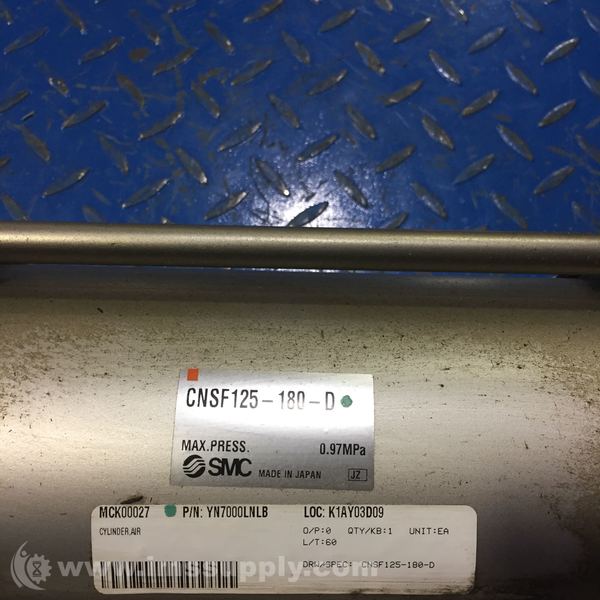 CNSF125-180-D
MAX.PRESS. 0.97MPa
SMC MADE IN JAPAN JZ
MCK00027 P/N: YN7000LNLB LOC: K1AY03D09
CYLINDER,AIR O/P:0 QTY/KB:1 UNIT:EA
L/T:60
DRW/SPEC: CNSF125-180-D